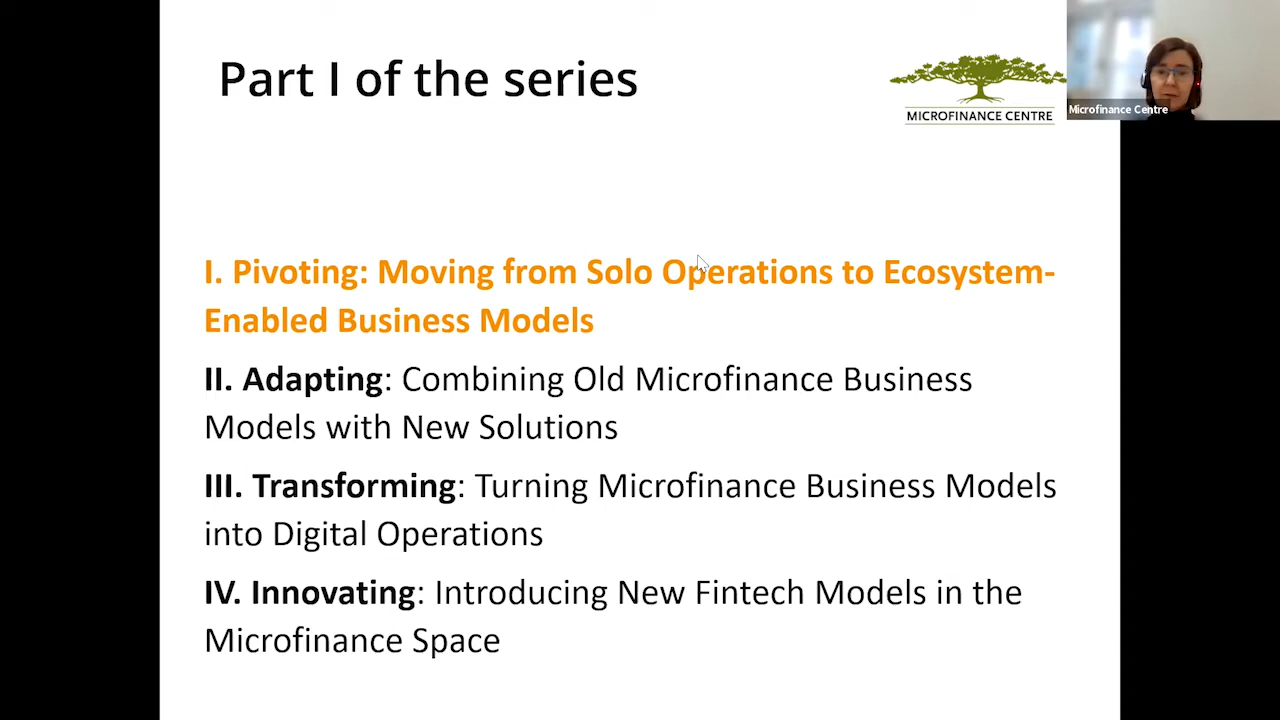 Part I of the series
MICROFINANCE CENTRE
Microfinance Centre
I. Pivoting: Moving from Solo Operations to Ecosystem-
Enabled Business Models
II. Adapting: Combining Old Microfinance Business
Models with New Solutions
III. Transforming: Turning Microfinance Business Models
into Digital Operations
IV. Innovating: Introducing New Fintech Models in the
Microfinance Space